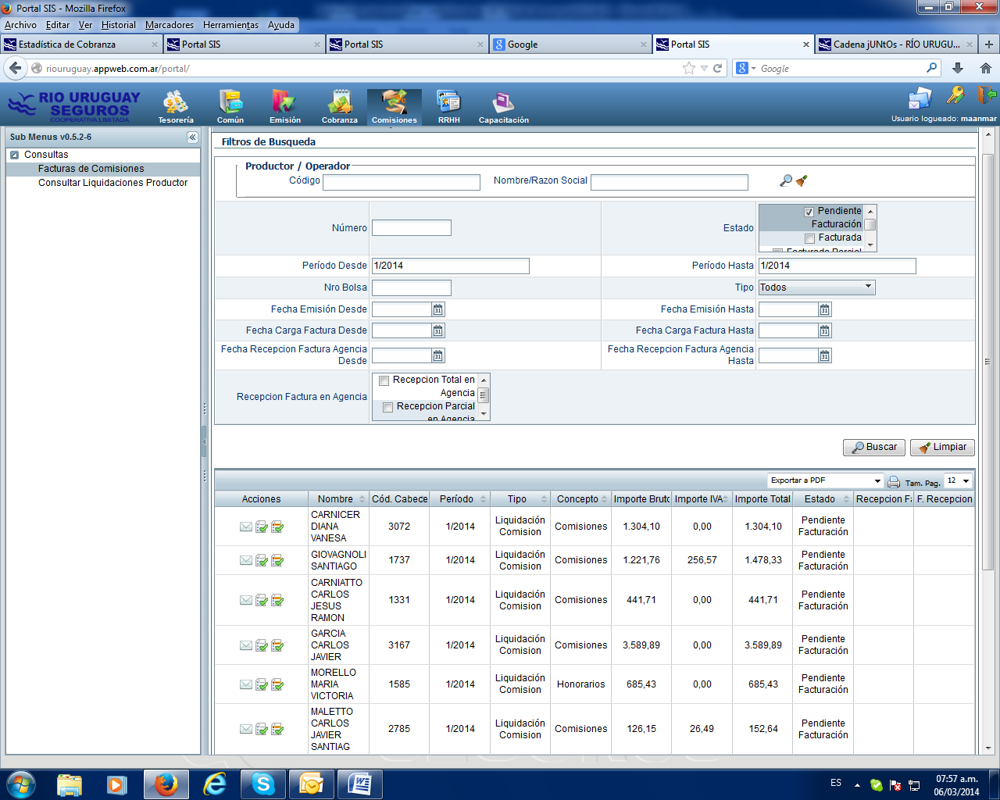 Portal SIS - Mozilla Firefox
Archivo Editar Ver Historial Marcadores Herramientas Ayuda
Estadística de Cobranza
Portal SIS
Portal SIS
Google
Portal SIS
Cadena jUNtOs - RÍO URUGU...
riouruguay.appweb.com.ar/portal/
Google
RIO URUGUAY
SEGUROS
COOPERATIVA LIMITADA
Tesorería
Común
Emisión
Cobranza
Comisiones
RRHH
Capacitación
Usuario logueado: maanmar
Sub Menus v0.5.2-6
Consultas
Facturas de Comisiones
Consultar Liquidaciones Productor
Filtros de Busqueda
Productor / Operador
Código
Nombre/Razon Social
Número
Estado
Pendiente
Facturación
Facturada
Facturada Parcial
Período Desde 1/2014
Período Hasta 1/2014
Nro Bolsa
Tipo Todos
Fecha Emisión Desde
Fecha Emisión Hasta
Fecha Carga Factura Desde
Fecha Carga Factura Hasta
Fecha Recepcion Factura Agencia
Desde
Fecha Recepcion Factura Agencia
Hasta
Recepcion Factura en Agencia
Recepcion Total en
Agencia
Recepcion Parcial
en Agencia
Buscar
Limpiar
Exportar a PDF
Tam. Pag. 12
Acciones Nombre Cód. Cabece Período Tipo Concepto Importe Bruto Importe IVA Importe Total Estado Recepcion F F. Recepcion
CARNICER
DIANA
VANESA
3072 1/2014
Liquidación
Comision
Comisiones 1.304,10 0,00 1.304,10
Pendiente
Facturación
GIOVAGNOLI
SANTIAGO
1737 1/2014
Liquidación
Comision
Comisiones 1.221,76 256,57 1.478,33
Pendiente
Facturación
CARNIATTO
CARLOS
JESUS
RAMON
1331 1/2014
Liquidación
Comision
Comisiones 441,71 0,00 441,71
Pendiente
Facturación
GARCIA
CARLOS
JAVIER
3167 1/2014
Liquidación
Comision
Comisiones 3.589,89 0,00 3.589,89
Pendiente
Facturación
MORELLO
MARIA
VICTORIA
1585 1/2014
Liquidación
Comision
Honorarios 685,43 0,00 685,43
Pendiente
Facturación
MALETTO
CARLOS
JAVIER
SANTIAG
2785 1/2014
Liquidación
Comision
Comisiones 126,15 26,49 152,64
Pendiente
Facturación
ES
07:57 a.m.
06/03/2014